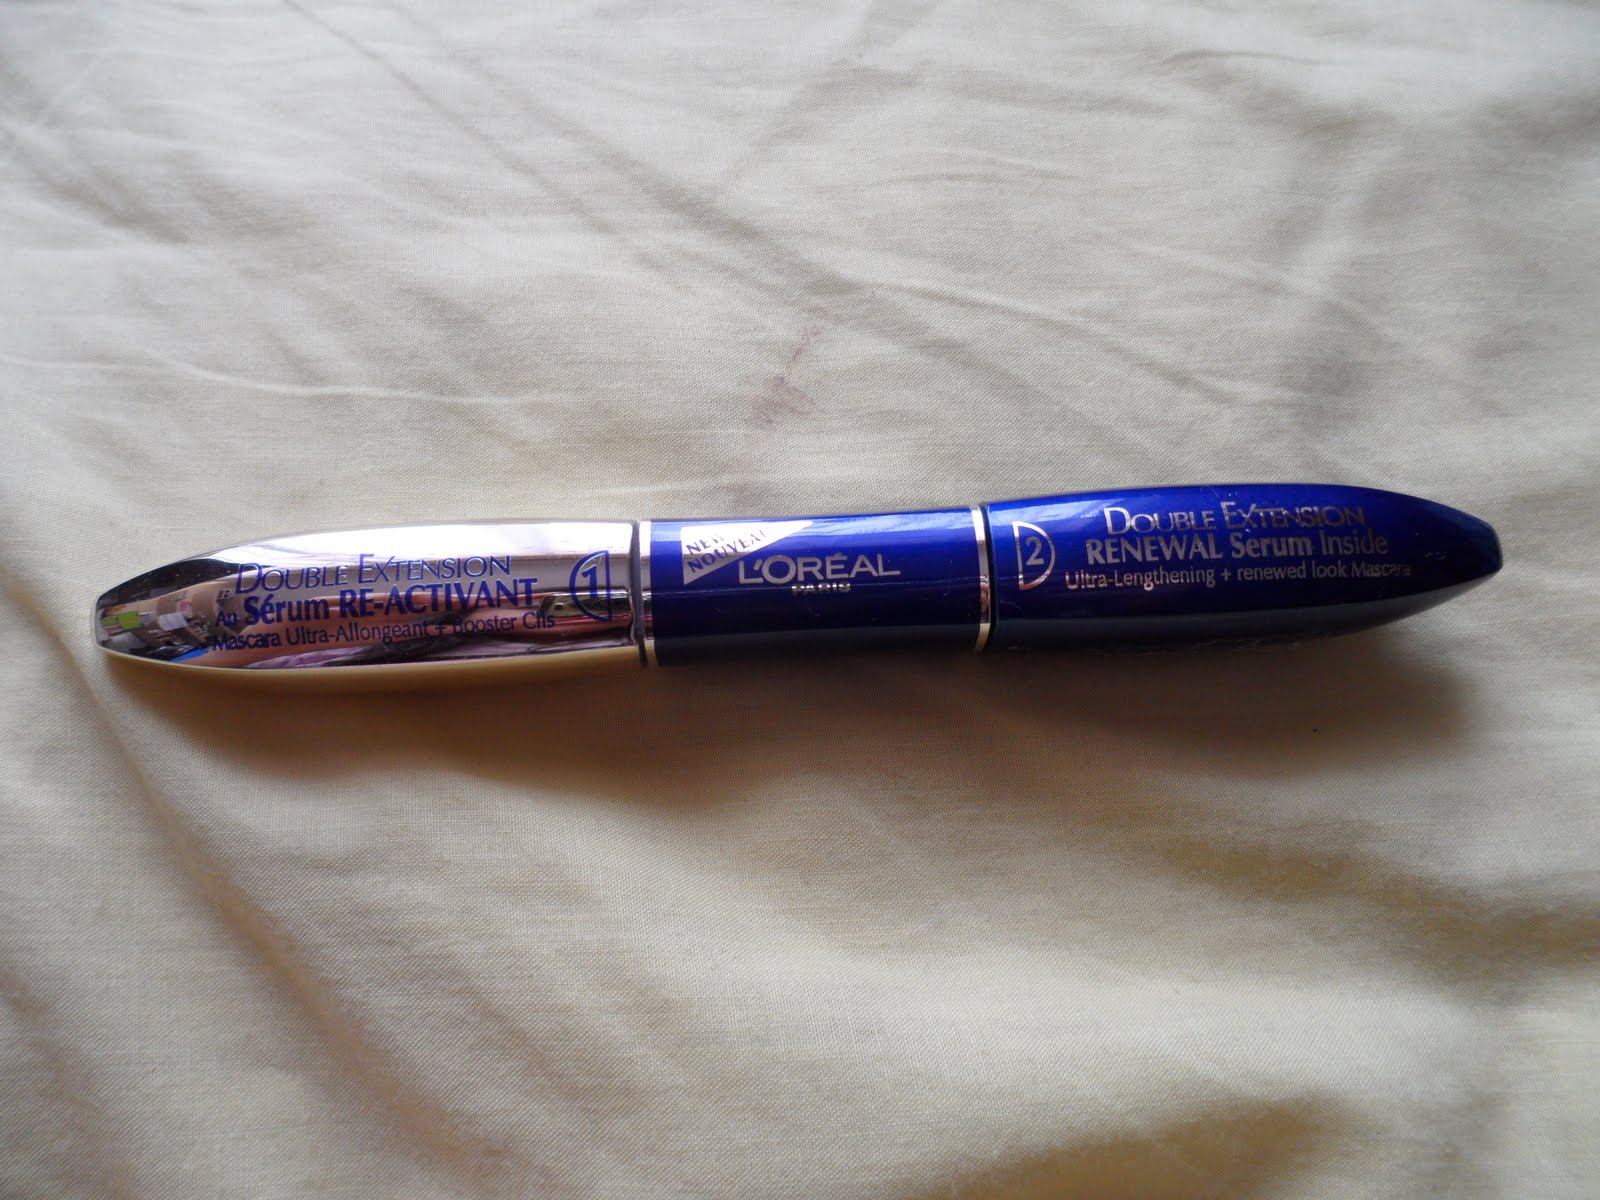 DOUBLE EXTENSION
Au Sérum RE-ACTIVANT
Mascara Ultra-Allongeant + Booster Cils
1
NEW
NOUVEAU
L'ORÉAL
PARIS
2
DOUBLE EXTENSION
RENEWAL Serum Inside
Ultra-Lengthening + renewed look Mascara